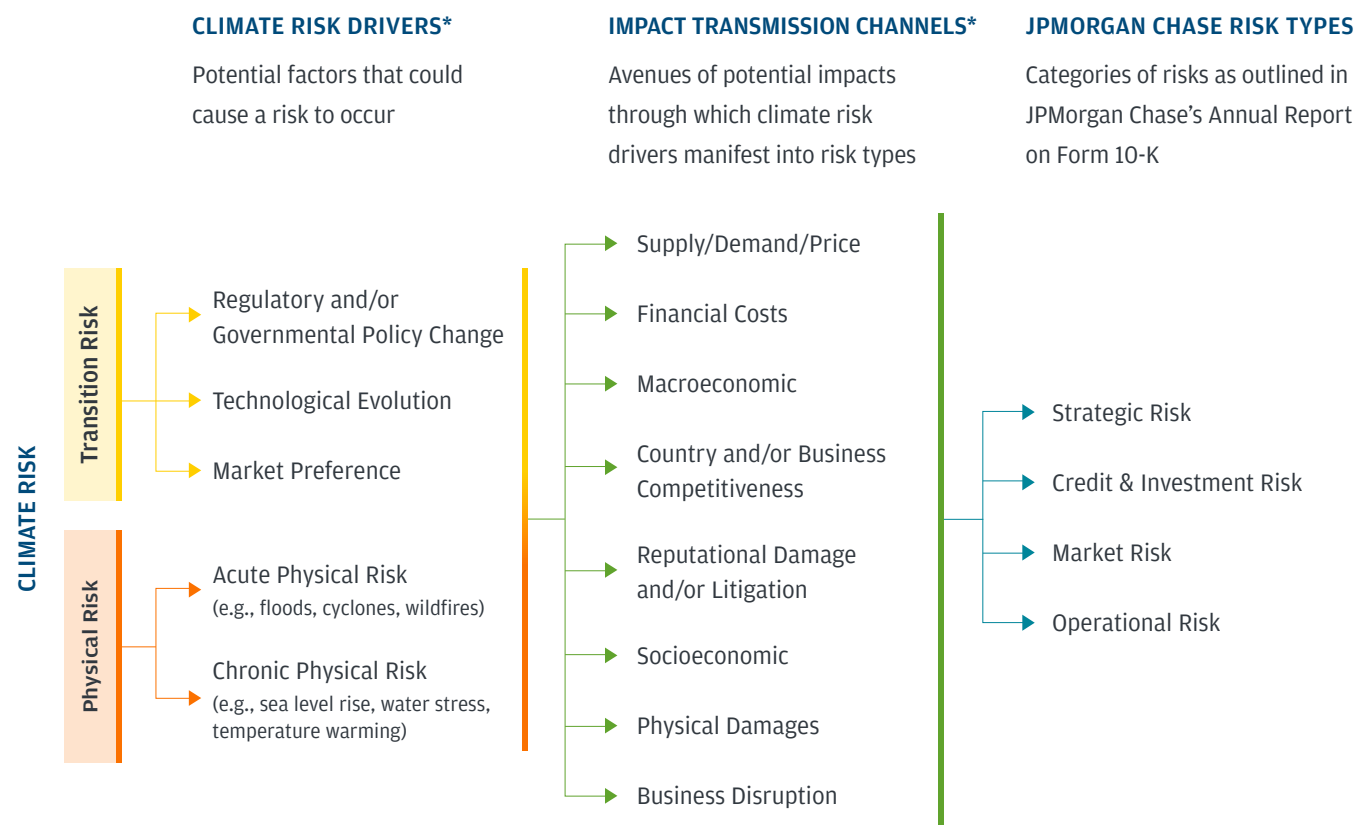 CLIMATE RISK DRIVERS*
Potential factors that could
cause a risk to occur
IMPACT TRANSMISSION CHANNELS*
Avenues of potential impacts
through which climate risk
drivers manifest into risk types
JPMORGAN CHASE RISK TYPES
Categories of risks as outlined in
JPMorgan Chase's Annual Report
on Form 10-K
CLIMATE RISK
Transition Risk
Regulatory and/or
Governmental Policy Change
Technological Evolution
Market Preference
Physical Risk
Acute Physical Risk
(e.g., floods, cyclones, wildfires)
Chronic Physical Risk
(e.g., sea level rise, water stress,
temperature warming)
Supply/Demand/Price
Financial Costs
Macroeconomic
Country and/or Business
Competitiveness
Reputational Damage
and/or Litigation
Socioeconomic
Physical Damages
Business Disruption
Strategic Risk
Credit & Investment Risk
Market Risk
Operational Risk